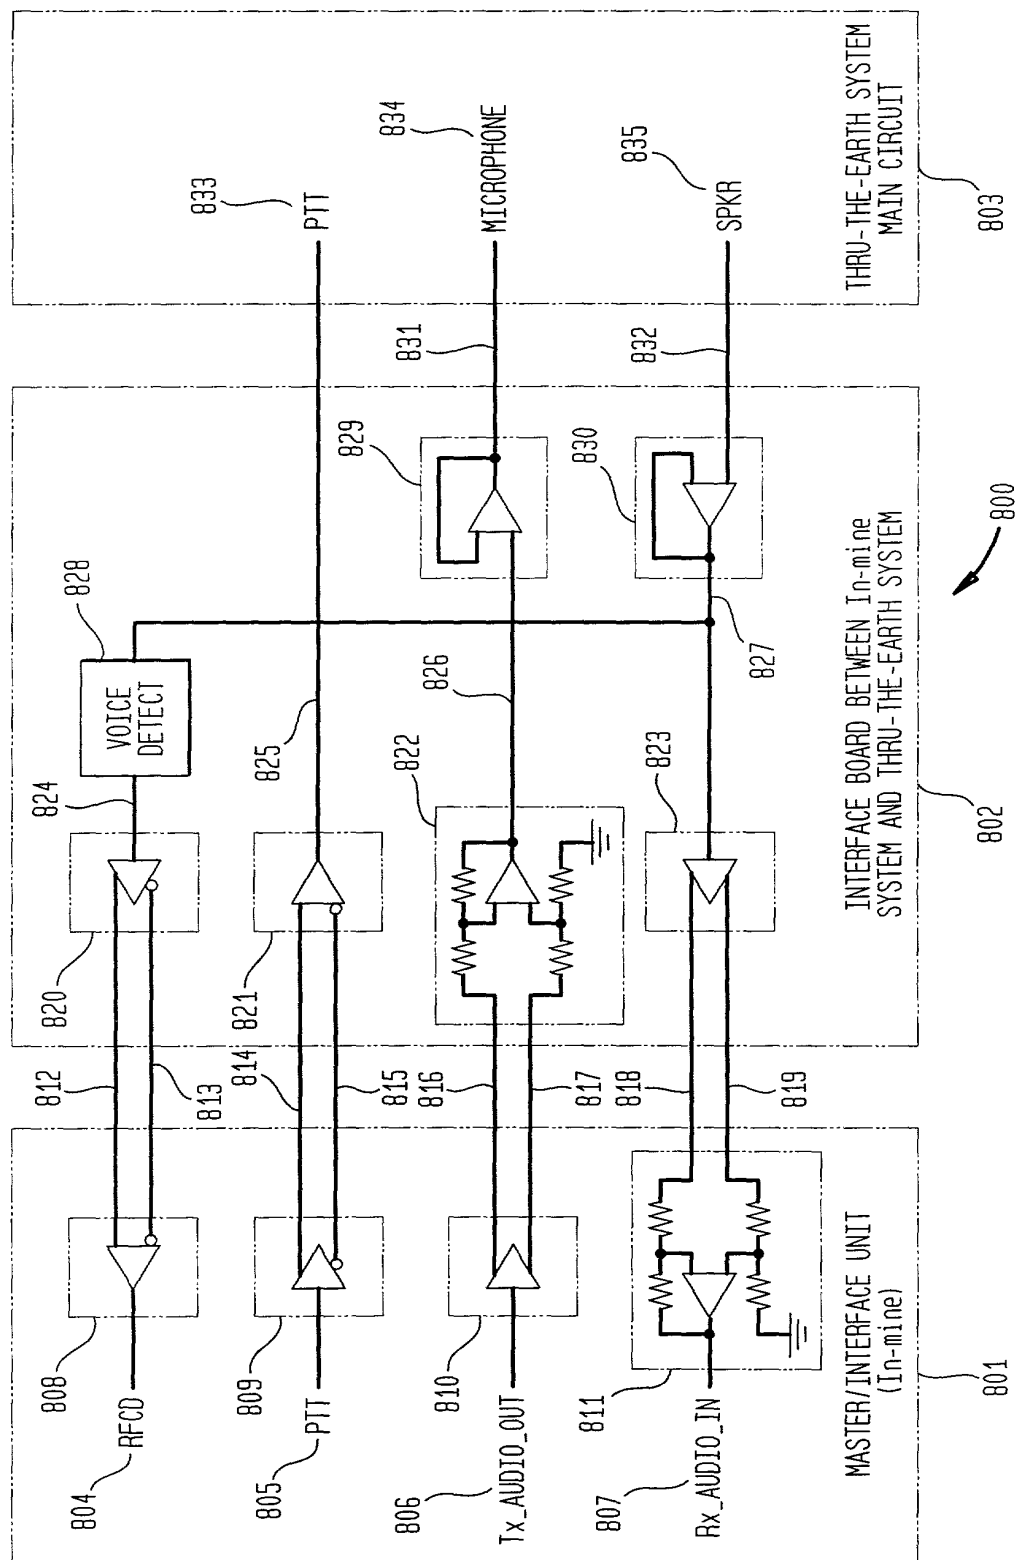 804
RFCD
808
812
813
820
824
VOICE
DETECT
828
805
PTT
809
814
815
821
825
PTT
833
806
Tx_AUDIO_OUT
810
816
817
822
826
829
831
MICROPHONE
834
807
Rx_AUDIO_IN
811
818
819
823
827
830
832
SPKR
835
MASTER/INTERFACE UNIT
(In-mine)
801
INTERFACE BOARD BETWEEN In-mine
SYSTEM AND THRU-THE-EARTH SYSTEM
802
800
THRU-THE-EARTH SYSTEM
MAIN CIRCUIT
803